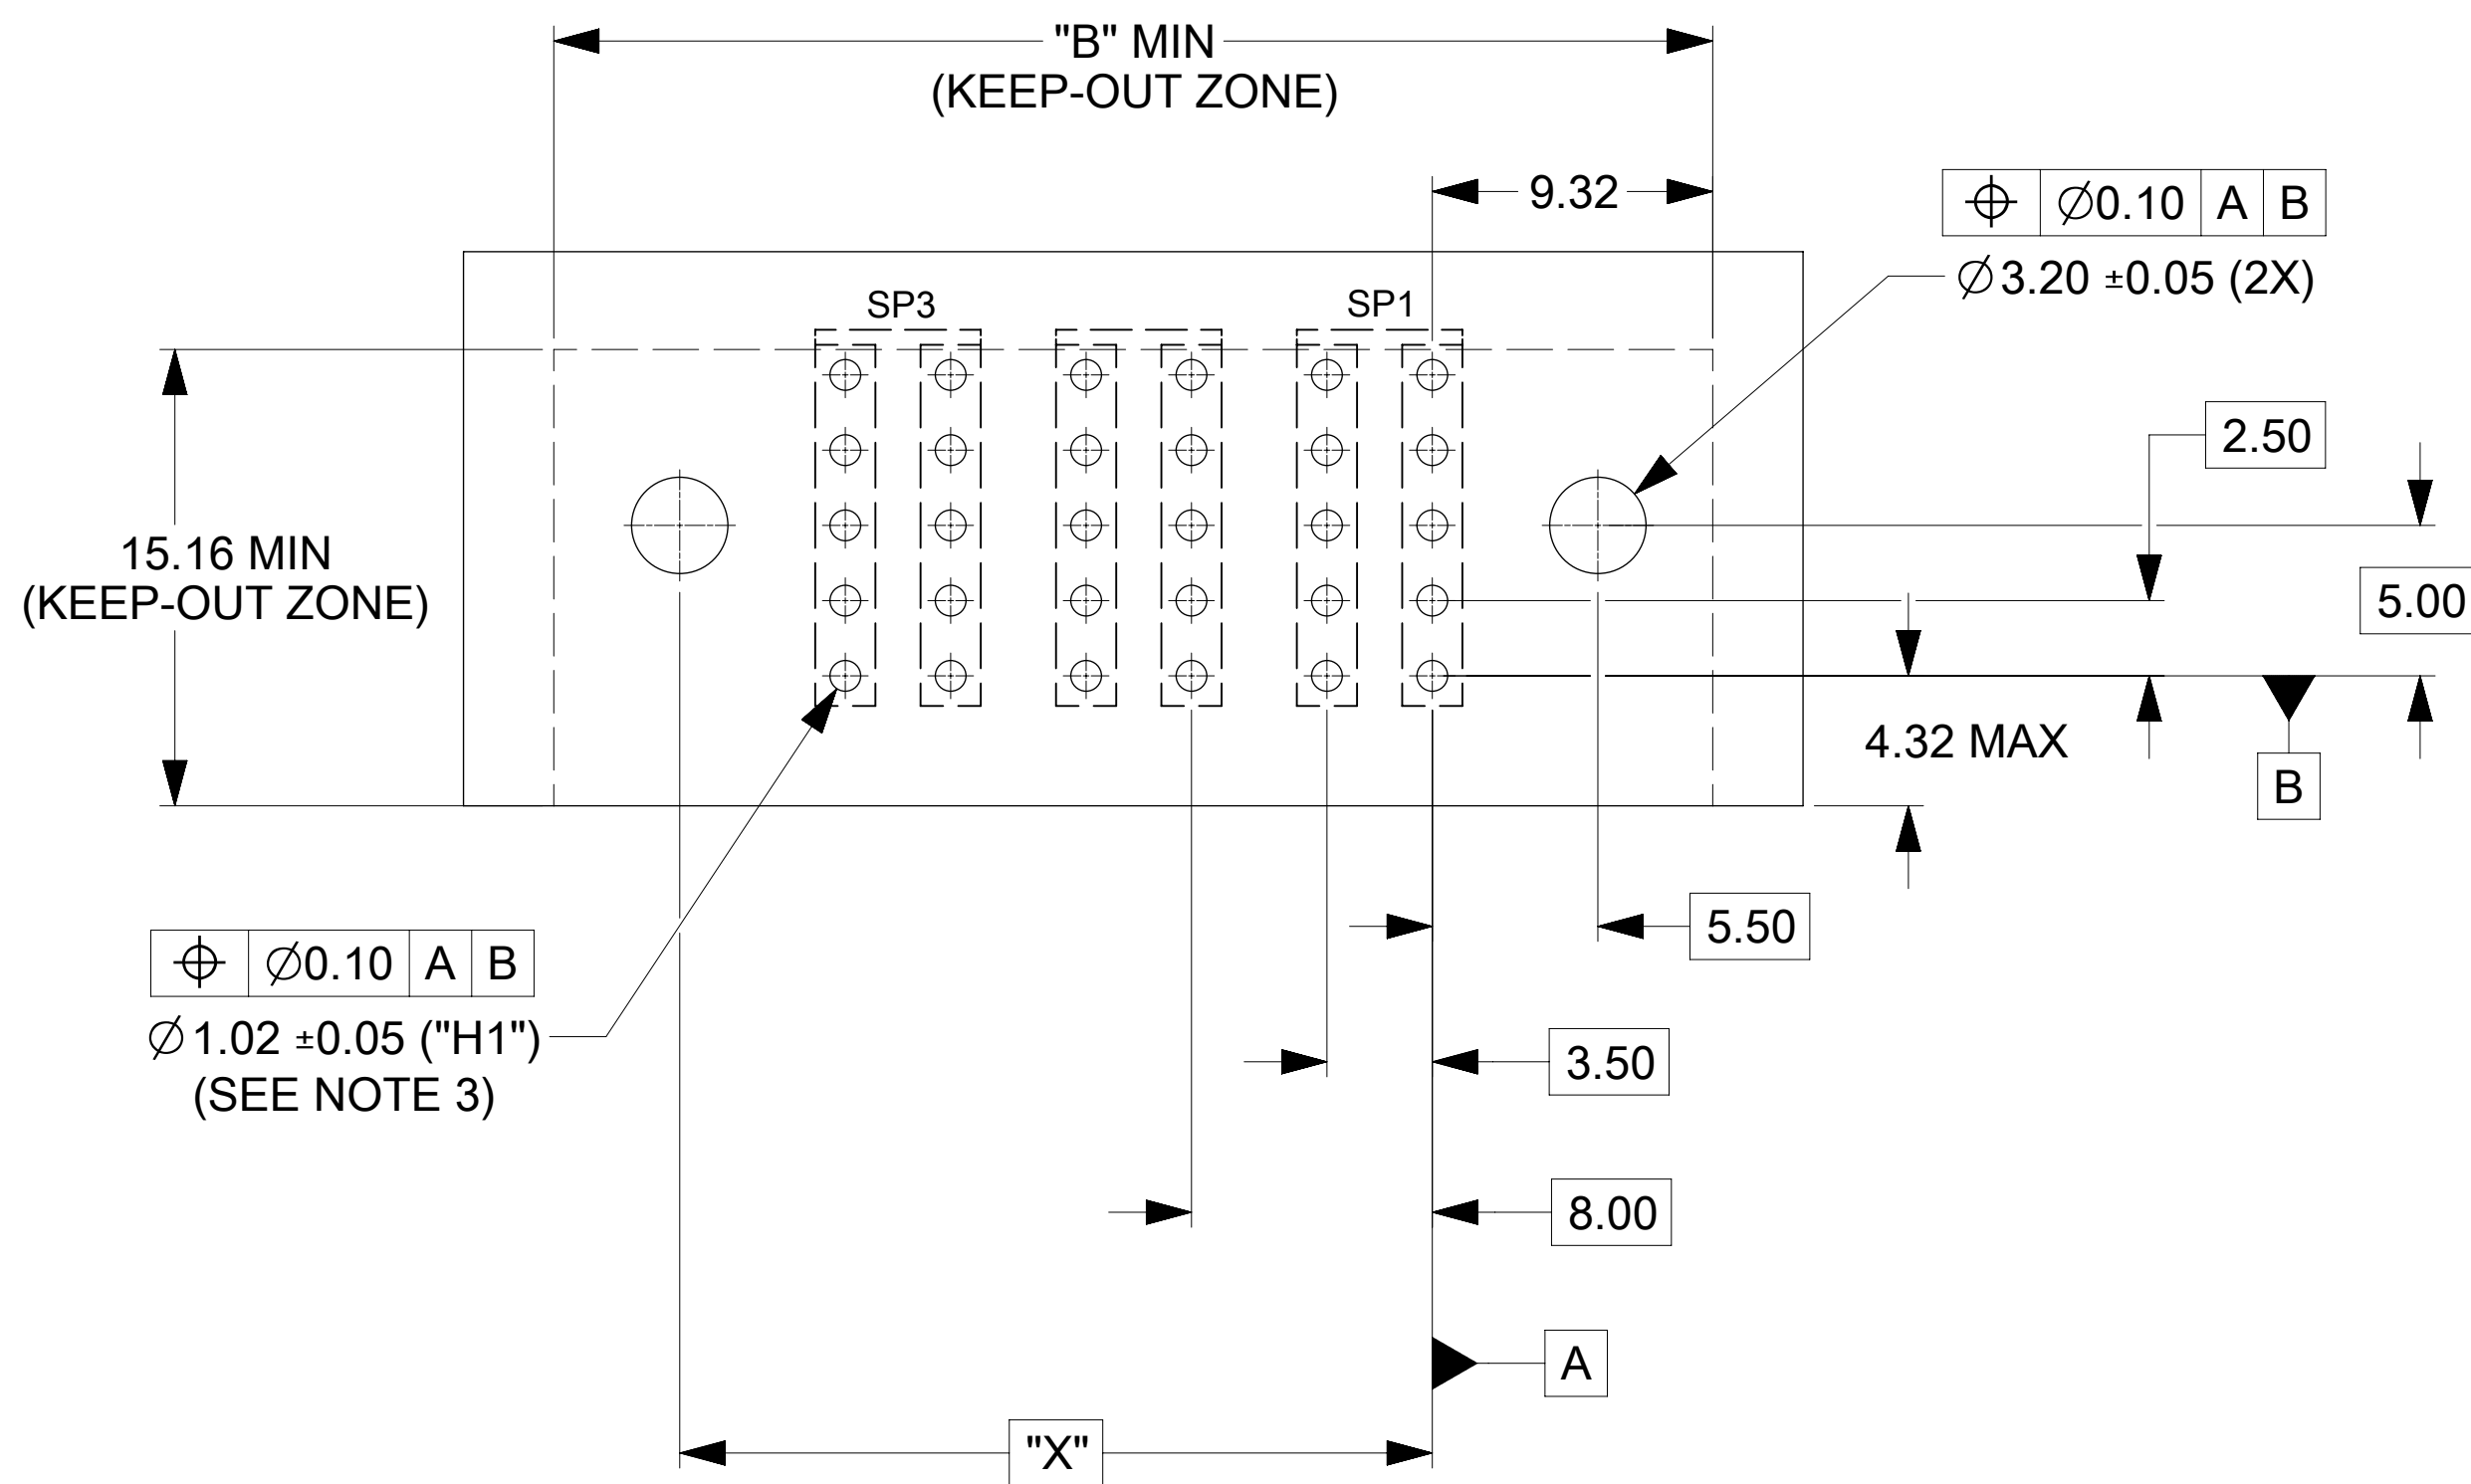 "B" MIN
(KEEP-OUT ZONE)
9.32
⌖ ∅0.10 A B
∅3.20 ±0.05 (2X)
SP3
SP1
2.50
15.16 MIN
(KEEP-OUT ZONE)
5.00
4.32 MAX
B
5.50
⌖ ∅0.10 A B
∅1.02 ±0.05 ("H1")
(SEE NOTE 3)
3.50
8.00
A
"X"